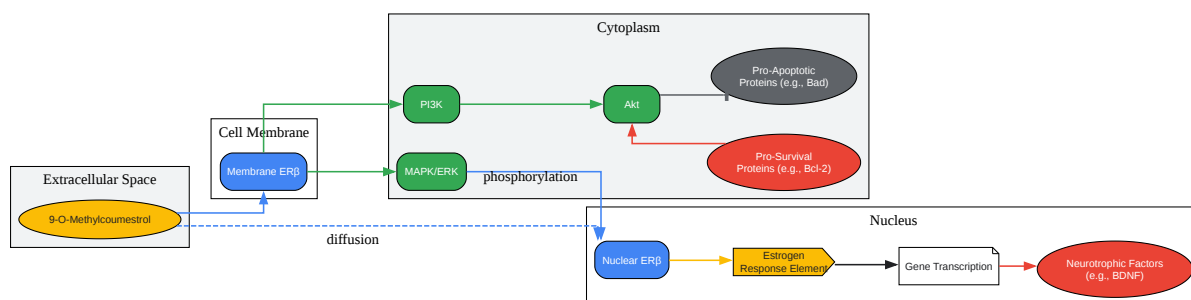 Cytoplasm
Pro-Apoptotic
Proteins (e.g., Bad)
PI3K
Akt
Cell Membrane
Pro-Survival
Proteins (e.g., Bcl-2)
Membrane ERβ
MAPK/ERK
phosphorylation
Extracellular Space
9-O-Methylcoumestrol
diffusion
Nucleus
Nuclear ERβ
Estrogen
Response Element
Gene Transcription
Neurotrophic Factors
(e.g., BDNF)